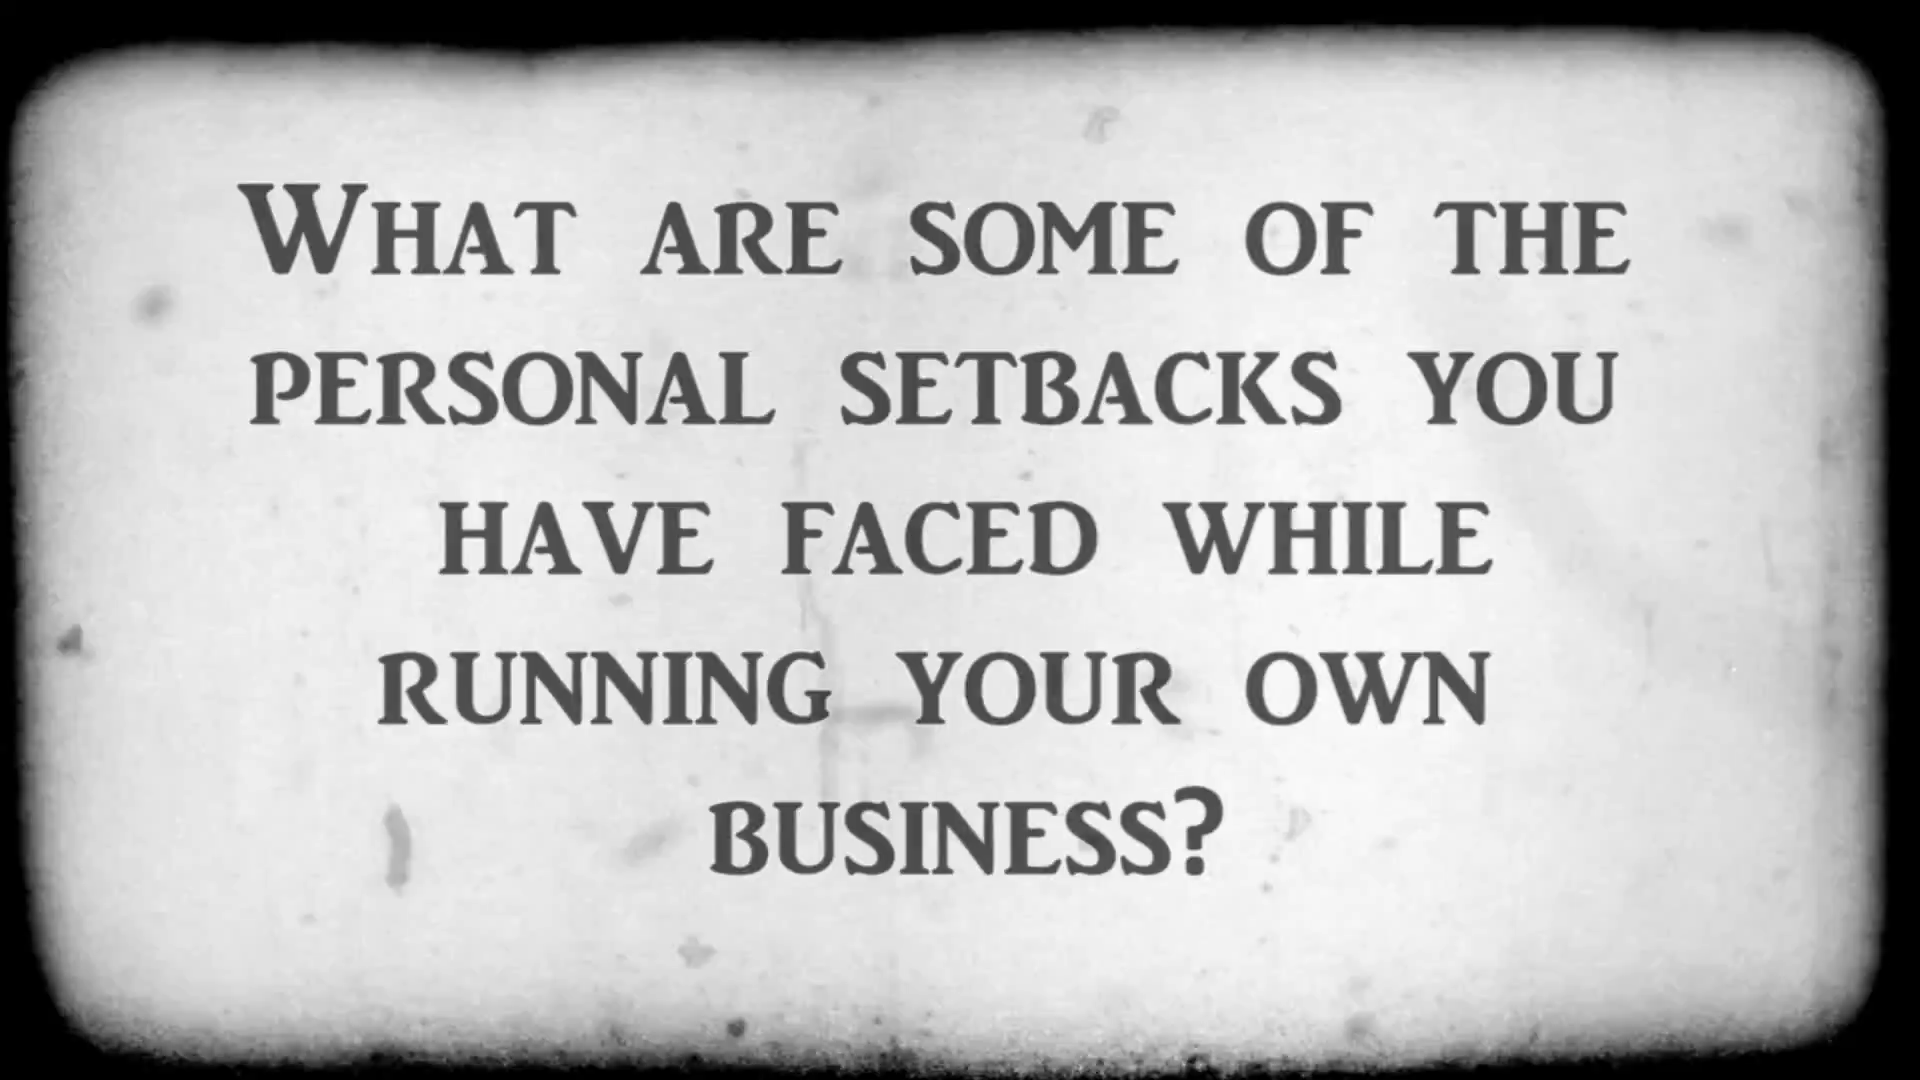 What are some of the
personal setbacks you
have faced while
running your own
business?